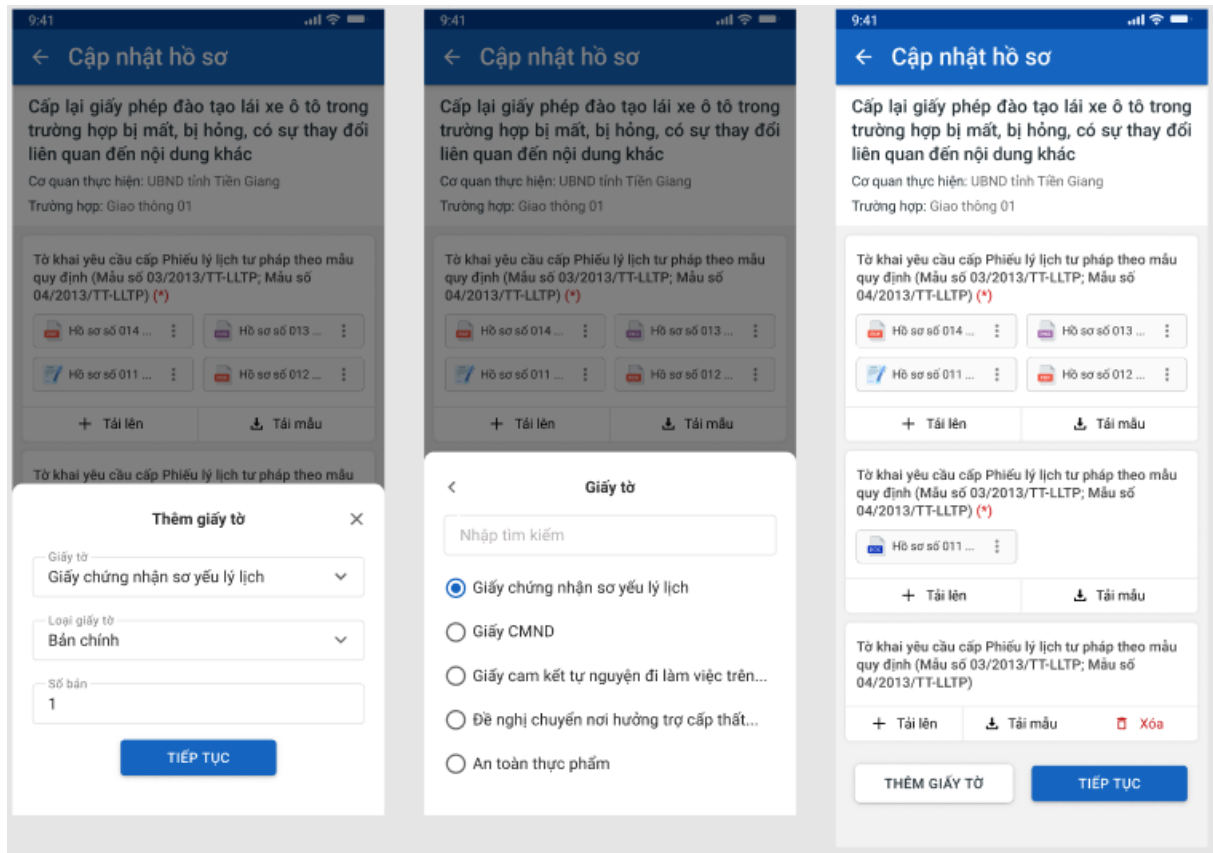 9:41
Cập nhật hồ sơ
Cấp lại giấy phép đào tạo lái xe ô tô trong
trường hợp bị mất, bị hỏng, có sự thay đổi
liên quan đến nội dung khác
Cơ quan thực hiện: UBND tỉnh Tiền Giang
Trường hợp: Giao thông 01
Tờ khai yêu cầu cấp Phiếu lý lịch tư pháp theo mẫu
quy định (Mẫu số 03/2013/TT-LLTP; Mẫu số
04/2013/TT-LLTP) (*)
Hồ sơ số 014 ...
Hồ sơ số 013 ...
Hồ sơ số 011 ...
Hồ sơ số 012 ...
Tải lên
Tải mẫu
Tờ khai yêu cầu cấp Phiếu lý lịch tư pháp theo mẫu
Thêm giấy tờ
Giấy tờ
Giấy chứng nhận sơ yếu lý lịch
Loại giấy tờ
Bản chính
Số bản
1
TIẾP TỤC
9:41
Cập nhật hồ sơ
Cấp lại giấy phép đào tạo lái xe ô tô trong
trường hợp bị mất, bị hỏng, có sự thay đổi
liên quan đến nội dung khác
Cơ quan thực hiện: UBND tỉnh Tiền Giang
Trường hợp: Giao thông 01
Tờ khai yêu cầu cấp Phiếu lý lịch tư pháp theo mẫu
quy định (Mẫu số 03/2013/TT-LLTP; Mẫu số
04/2013/TT-LLTP) (*)
Hồ sơ số 014 ...
Hồ sơ số 013 ...
Hồ sơ số 011 ...
Hồ sơ số 012 ...
Tải lên
Tải mẫu
Giấy tờ
Nhập tìm kiếm
Giấy chứng nhận sơ yếu lý lịch
Giấy CMND
Giấy cam kết tự nguyện đi làm việc trên...
Đề nghị chuyển nơi hưởng trợ cấp thất...
An toàn thực phẩm
9:41
Cập nhật hồ sơ
Cấp lại giấy phép đào tạo lái xe ô tô trong
trường hợp bị mất, bị hỏng, có sự thay đổi
liên quan đến nội dung khác
Cơ quan thực hiện: UBND tỉnh Tiền Giang
Trường hợp: Giao thông 01
Tờ khai yêu cầu cấp Phiếu lý lịch tư pháp theo mẫu
quy định (Mẫu số 03/2013/TT-LLTP; Mẫu số
04/2013/TT-LLTP) (*)
Hồ sơ số 014 ...
Hồ sơ số 013 ...
Hồ sơ số 011 ...
Hồ sơ số 012 ...
Tải lên
Tải mẫu
Tờ khai yêu cầu cấp Phiếu lý lịch tư pháp theo mẫu
quy định (Mẫu số 03/2013/TT-LLTP; Mẫu số
04/2013/TT-LLTP) (*)
DOC
Hồ sơ số 011 ...
Tải lên
Tải mẫu
Tờ khai yêu cầu cấp Phiếu lý lịch tư pháp theo mẫu
quy định (Mẫu số 03/2013/TT-LLTP; Mẫu số
04/2013/TT-LLTP)
Tải lên
Tải mẫu
Xóa
THÊM GIẤY TỜ
TIẾP TỤC